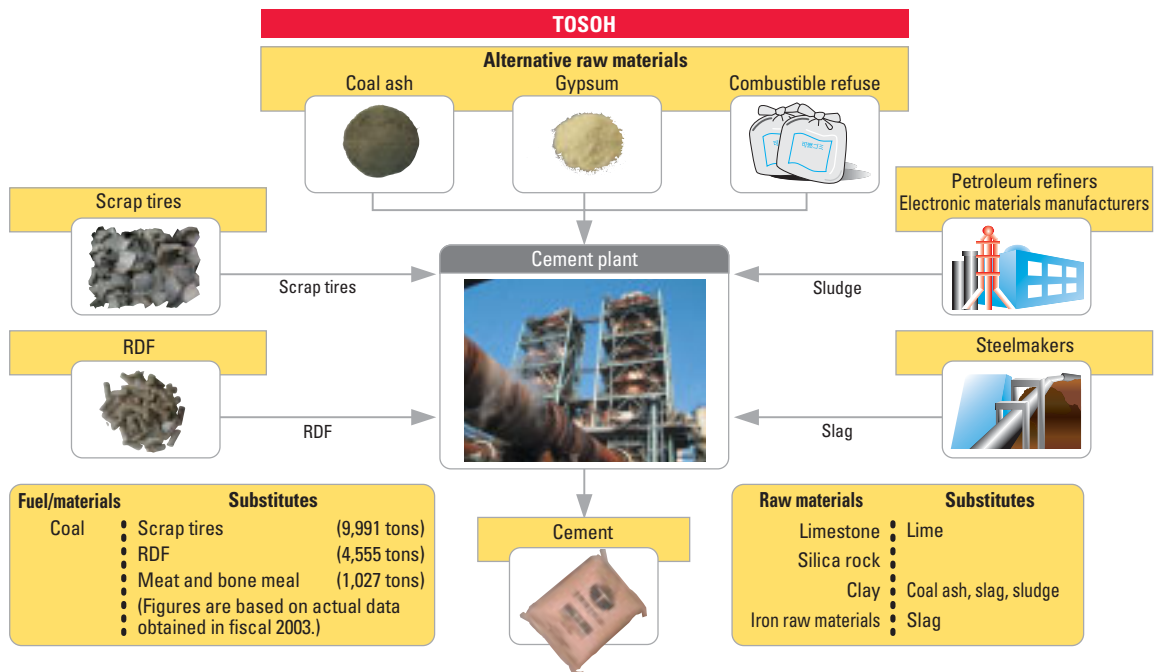 TOSOH
Alternative raw materials
Coal ash
Gypsum
Combustible refuse
Scrap tires
Petroleum refiners
Electronic materials manufacturers
Cement plant
Scrap tires
Sludge
RDF
Steelmakers
RDF
Slag
Fuel/materials Substitutes
Coal Scrap tires (9,991 tons)
RDF (4,555 tons)
Meat and bone meal (1,027 tons)
(Figures are based on actual data
obtained in fiscal 2003.)
Cement
Raw materials Substitutes
Limestone Lime
Silica rock
Clay Coal ash, slag, sludge
Iron raw materials Slag